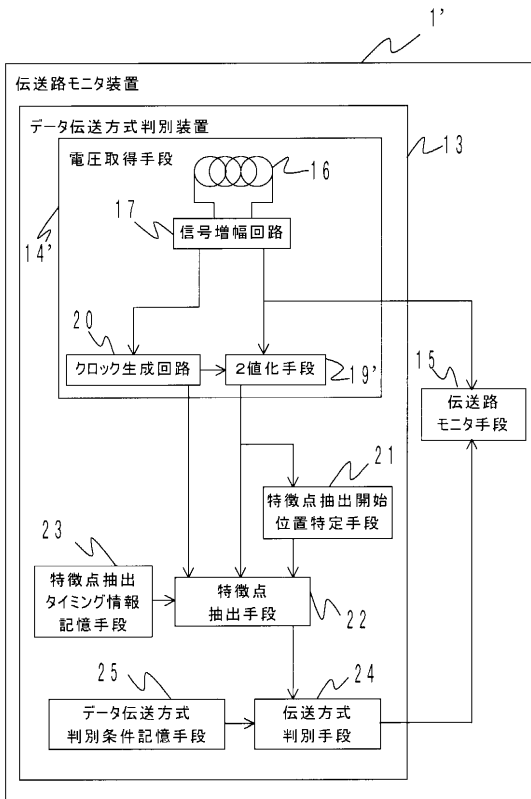 1'
伝送路モニタ装置
データ伝送方式判別装置
13
電圧取得手段
16
17
信号増幅回路
14'
20
クロック生成回路
2値化手段
19'
15
伝送路
モニタ手段
21
特徴点抽出開始
位置特定手段
23
特徴点抽出
タイミング情報
記憶手段
特徴点
抽出手段
22
25
データ伝送方式
判別条件記憶手段
24
伝送方式
判別手段